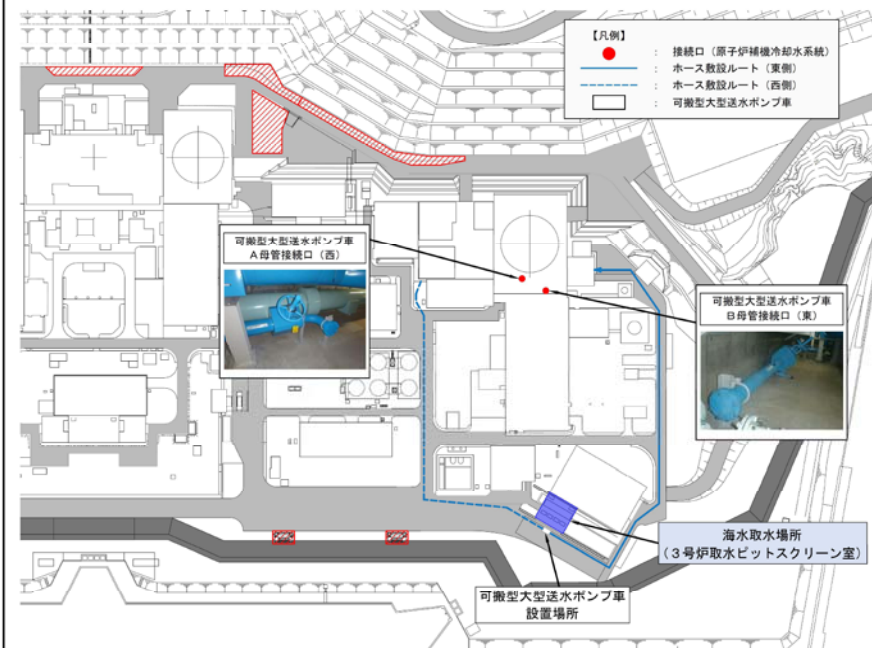 【凡例】
： 接続口（原子炉補機冷却水系統）
： ホース敷設ルート（東側）
： ホース敷設ルート（西側）
： 可搬型大型送水ポンプ車
可搬型大型送水ポンプ車
A母管接続口（西）
可搬型大型送水ポンプ車
B母管接続口（東）
海水取水場所
（３号炉取水ピットスクリーン室）
可搬型大型送水ポンプ車
設置場所